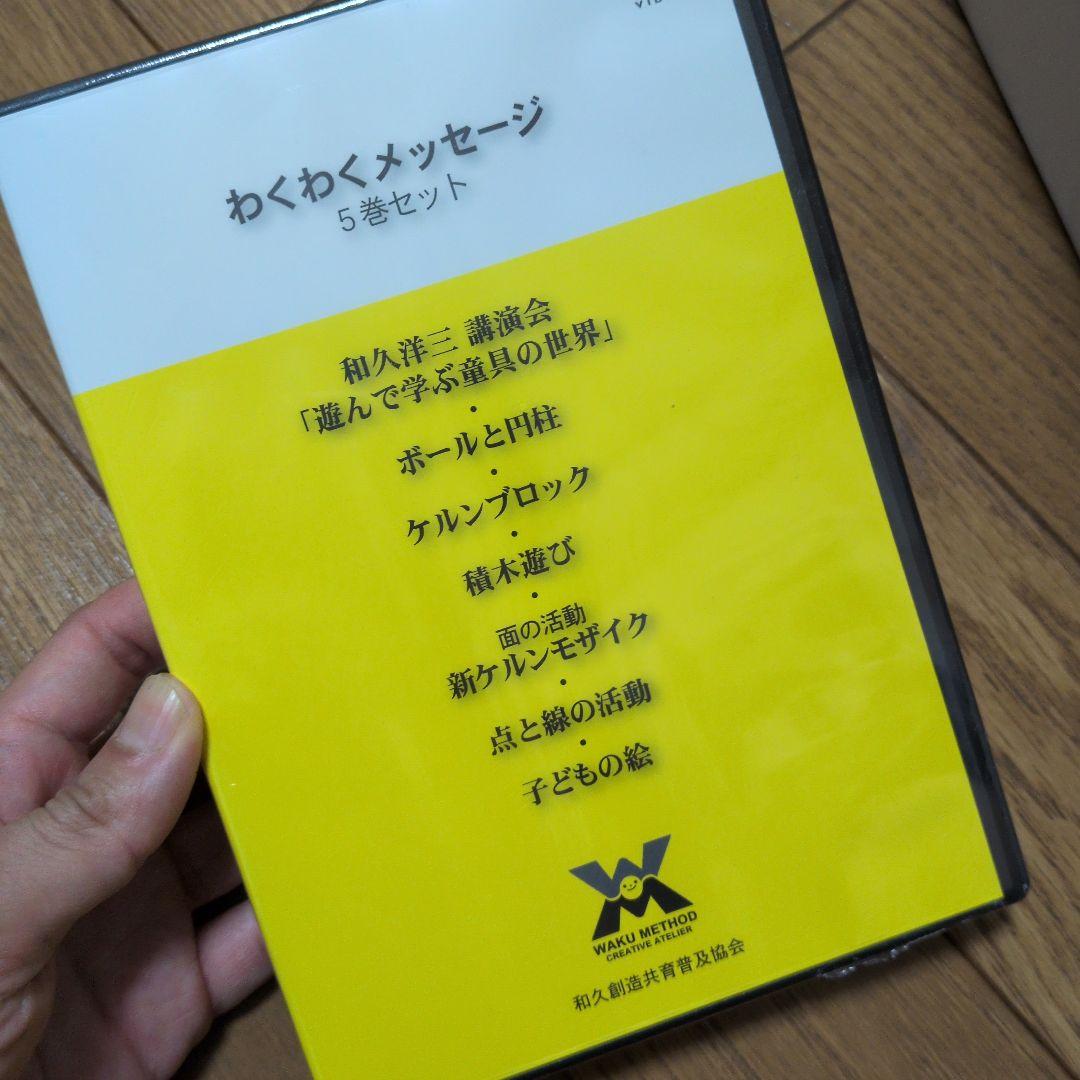 わくわくメッセージ
5巻セット
和久洋三 講演会
「遊んで学ぶ童具の世界」
・
ボールと円柱
・
ケルンブロック
・
積木遊び
・
面の活動
新ケルンモザイク
・
点と線の活動
・
子どもの絵
WAKU METHOD
CREATIVE ATELIER
和久創造共育普及協会